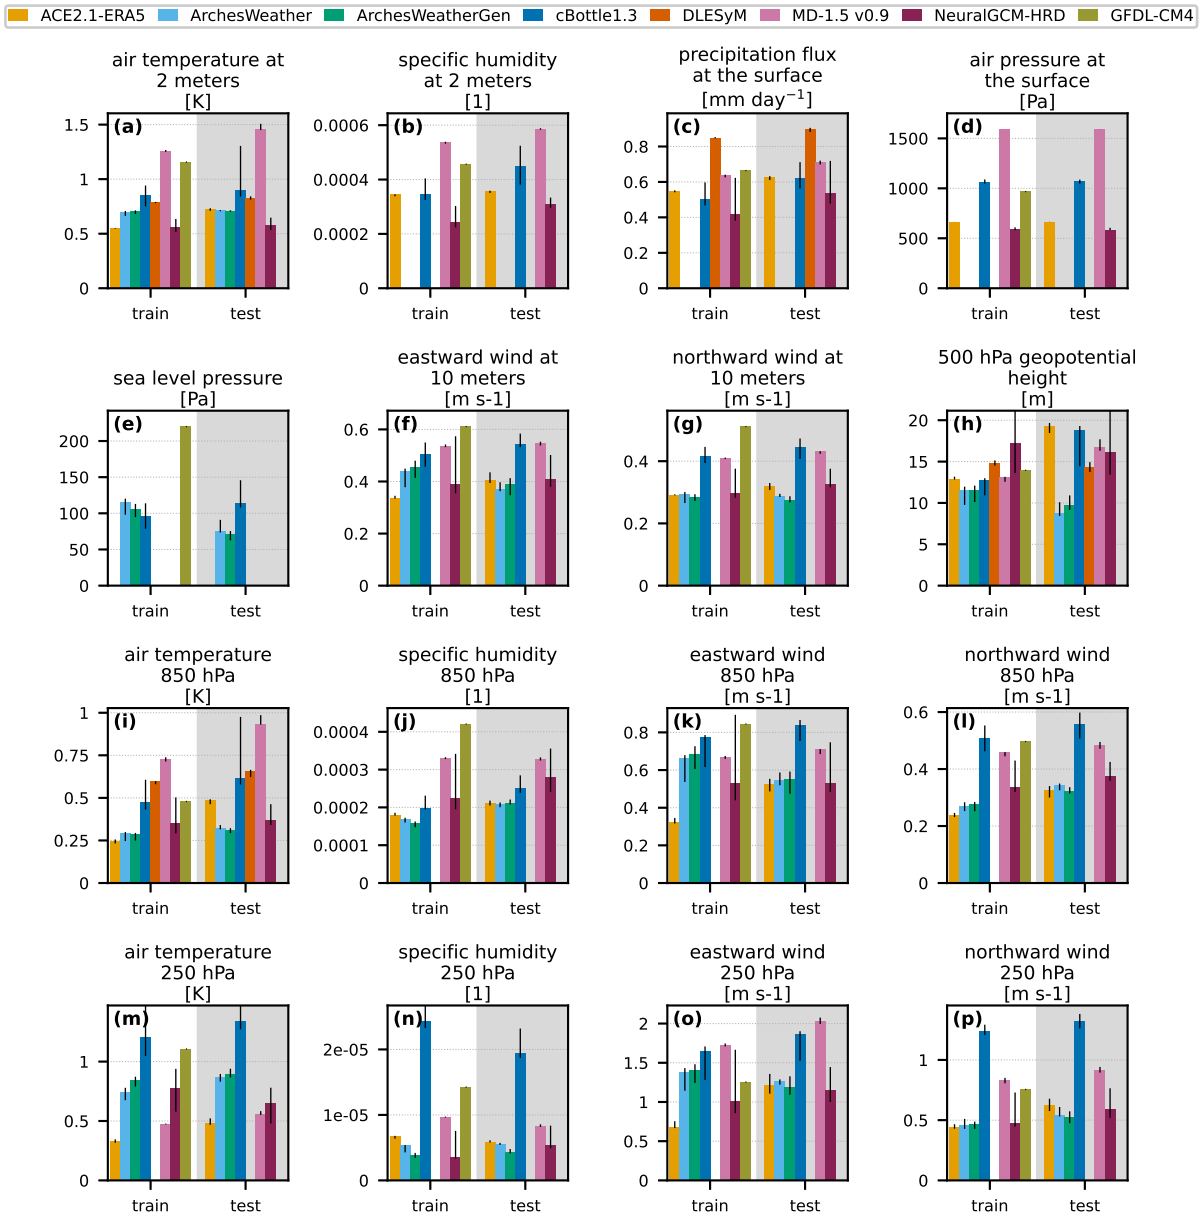 ACE2.1-ERA5 ArchesWeather ArchesWeatherGen cBottle1.3 DLESyM MD-1.5 v0.9 NeuralGCM-HRD GFDL-CM4
air temperature at
2 meters
[K]
(a)
1.5
1
0.5
0
train test
specific humidity
at 2 meters
[1]
(b)
0.0006
0.0004
0.0002
0
train test
precipitation flux
at the surface
[mm day⁻¹]
(c)
0.8
0.6
0.4
0.2
0
train test
air pressure at
the surface
[Pa]
(d)
1500
1000
500
0
train test
sea level pressure
[Pa]
(e)
200
150
100
50
0
train test
eastward wind at
10 meters
[m s-1]
(f)
0.6
0.4
0.2
0
train test
northward wind at
10 meters
[m s-1]
(g)
0.4
0.2
0
train test
500 hPa geopotential
height
[m]
(h)
20
15
10
5
0
train test
air temperature
850 hPa
[K]
(i)
1
0.75
0.5
0.25
0
train test
specific humidity
850 hPa
[1]
(j)
0.0004
0.0003
0.0002
0.0001
0
train test
eastward wind
850 hPa
[m s-1]
(k)
0.8
0.6
0.4
0.2
0
train test
northward wind
850 hPa
[m s-1]
(l)
0.6
0.4
0.2
0
train test
air temperature
250 hPa
[K]
(m)
1
0.5
0
train test
specific humidity
250 hPa
[1]
(n)
2e-05
1e-05
0
train test
eastward wind
250 hPa
[m s-1]
(o)
2
1.5
1
0.5
0
train test
northward wind
250 hPa
[m s-1]
(p)
1
0.5
0
train test